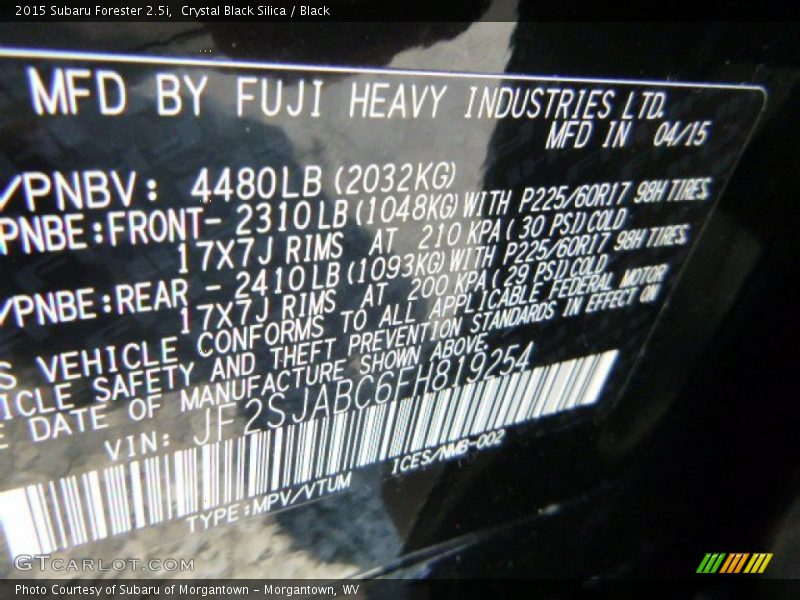 2015 Subaru Forester 2.5i, Crystal Black Silica / Black
MFD BY FUJI HEAVY INDUSTRIES LTD.
MFD IN 04/15
/PNBV: 4480LB (2032KG)
PNBE:FRONT- 2310LB (1048KG) WITH P225/60R17 98H TIRES
17X7J RIMS AT 210 KPA (30 PSI) COLD
/PNBE:REAR - 2410LB (1093KG) WITH P225/60R17 98H TIRES
17X7J RIMS AT 200 KPA (29 PSI) COLD
S VEHICLE CONFORMS TO ALL APPLICABLE FEDERAL MOTOR
ICLE SAFETY AND THEFT PREVENTION STANDARDS IN EFFECT ON
E DATE OF MANUFACTURE SHOWN ABOVE.
VIN: JF2SJABC6FH819254
TYPE:MPV/VTUM ICES/NMB-002
GTCARLOT.COM
Photo Courtesy of Subaru of Morgantown - Morgantown, WV